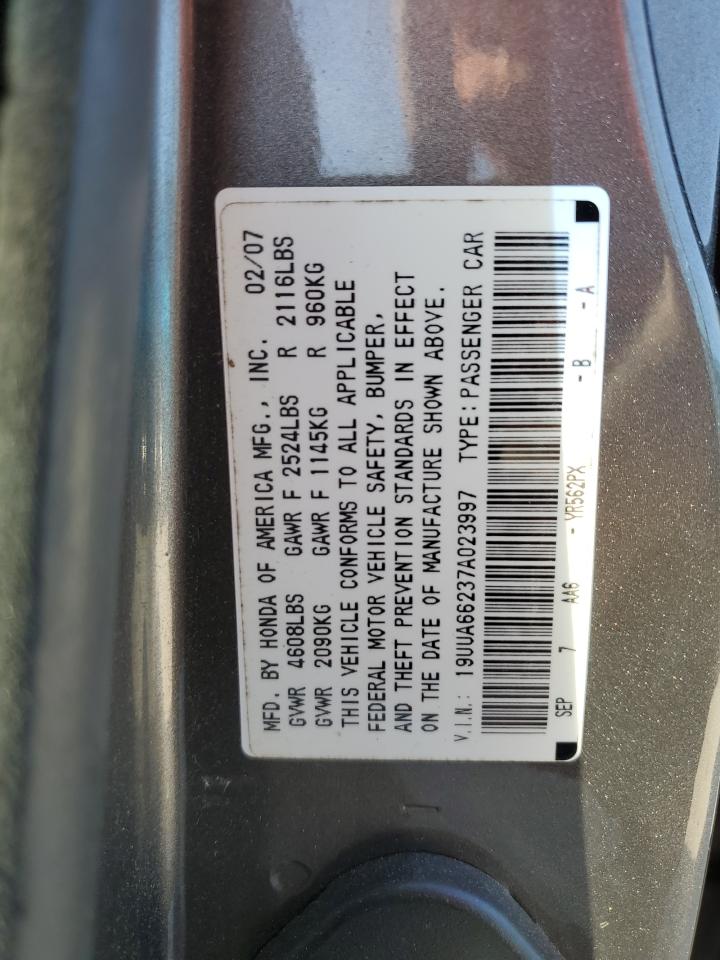 MFD. BY HONDA OF AMERICA MFG., INC. 02/07
GVWR 4608LBS GAWR F 2524LBS R 2116LBS
GVWR 2090KG GAWR F 1145KG R 960KG
THIS VEHICLE CONFORMS TO ALL APPLICABLE
FEDERAL MOTOR VEHICLE SAFETY, BUMPER,
AND THEFT PREVENTION STANDARDS IN EFFECT
ON THE DATE OF MANUFACTURE SHOWN ABOVE.
V.I.N.: 19UUA66237A023997 TYPE: PASSENGER CAR
SEP 7 AA6 - YR562PX - B - A